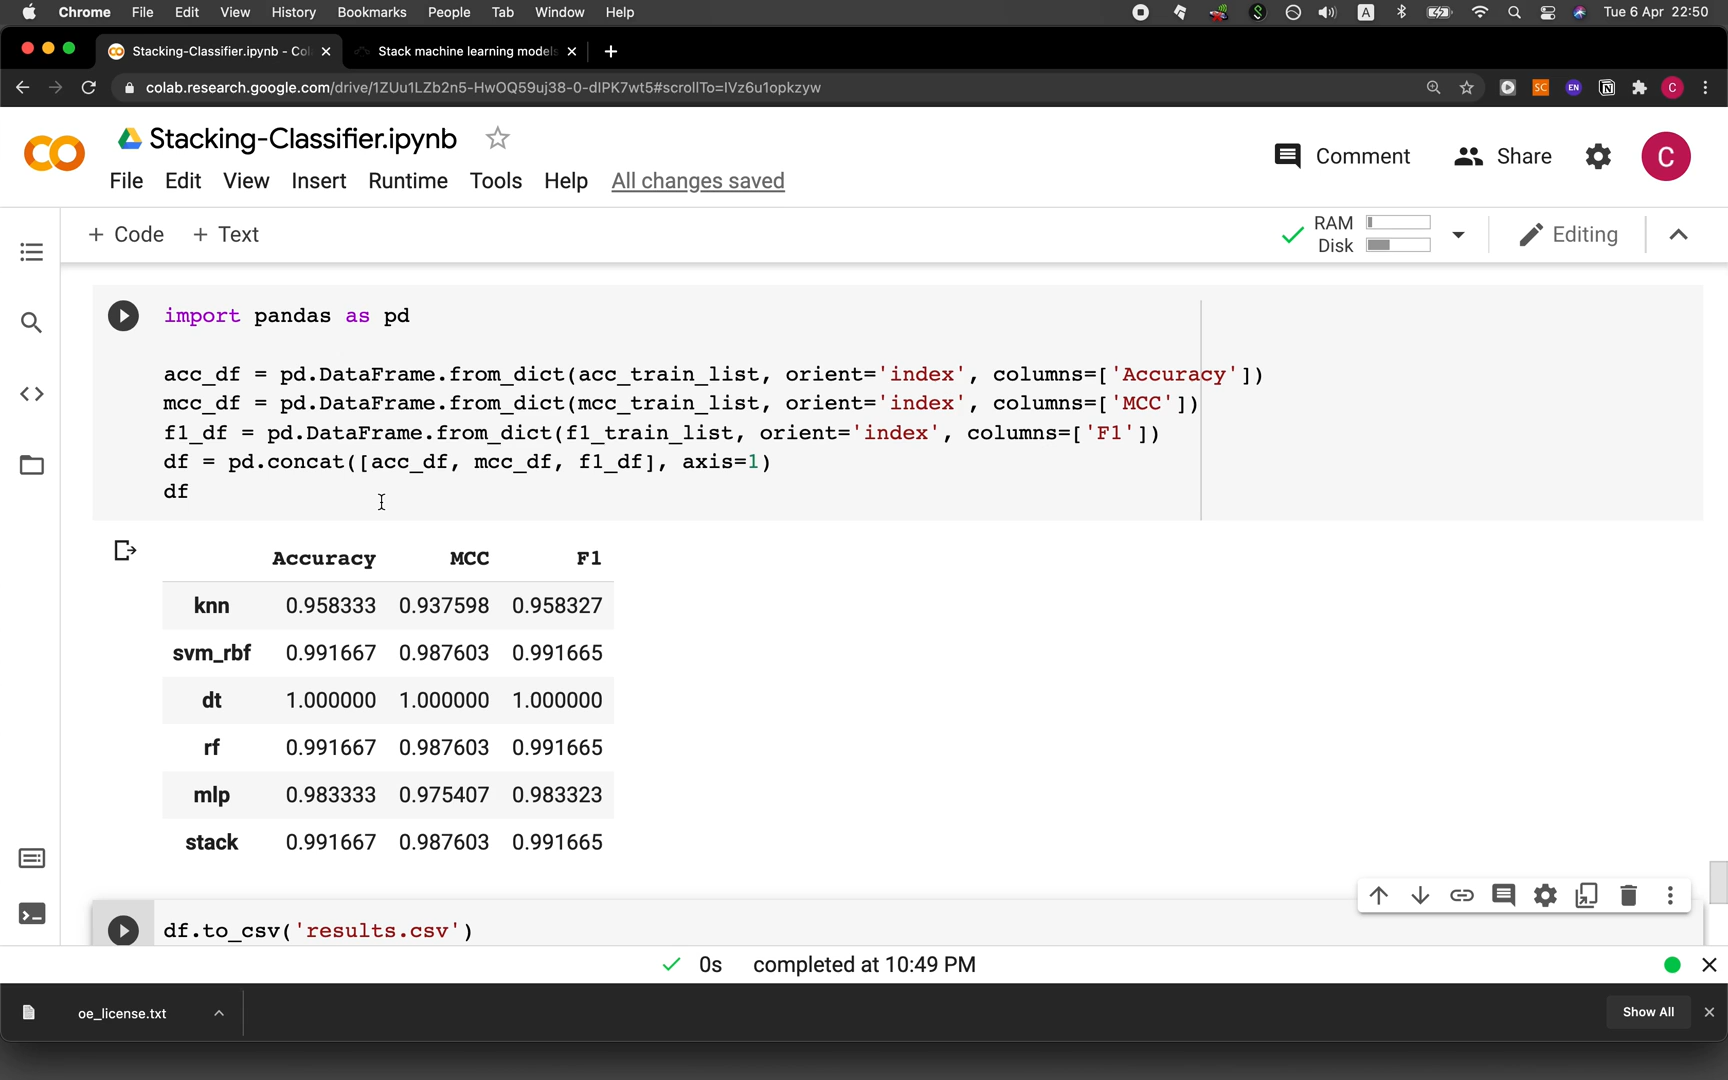 Chrome File Edit View History Bookmarks People Tab Window Help A Tue 6 Apr 22:50
Stacking-Classifier.ipynb - Col Stack machine learning models
colab.research.google.com/drive/1ZUu1LZb2n5-HwOQ59uj38-0-dIPK7wt5#scrollTo=IVz6u1opkzyw SC EN C
Stacking-Classifier.ipynb
Comment Share C
File Edit View Insert Runtime Tools Help All changes saved
+ Code + Text
RAM
Disk
Editing
import pandas as pd
acc_df = pd.DataFrame.from_dict(acc_train_list, orient='index', columns=['Accuracy'])
mcc_df = pd.DataFrame.from_dict(mcc_train_list, orient='index', columns=['MCC'])
f1_df = pd.DataFrame.from_dict(f1_train_list, orient='index', columns=['F1'])
df = pd.concat([acc_df, mcc_df, f1_df], axis=1)
df
Accuracy MCC F1
knn 0.958333 0.937598 0.958327
svm_rbf 0.991667 0.987603 0.991665
dt 1.000000 1.000000 1.000000
rf 0.991667 0.987603 0.991665
mlp 0.983333 0.975407 0.983323
stack 0.991667 0.987603 0.991665
df.to_csv('results.csv')
0s completed at 10:49 PM
oe_license.txt Show All